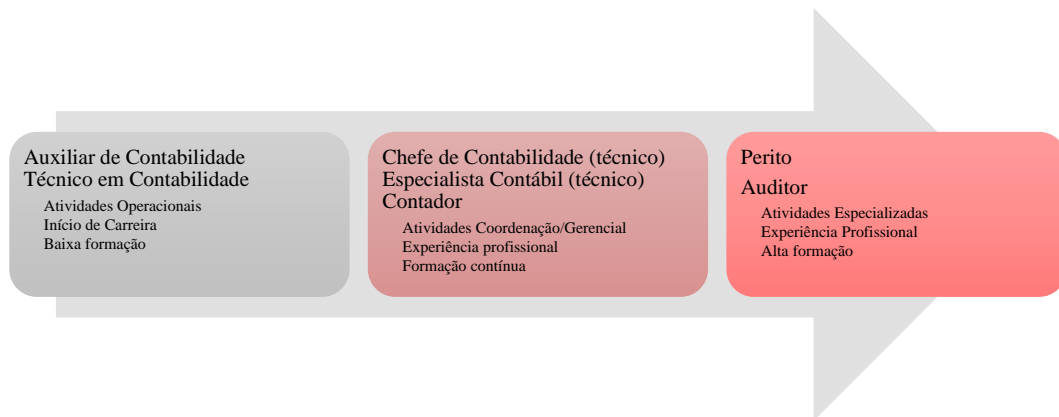 Auxiliar de Contabilidade
Técnico em Contabilidade
Atividades Operacionais
Início de Carreira
Baixa formação
Chefe de Contabilidade (técnico)
Especialista Contábil (técnico)
Contador
Atividades Coordenação/Gerencial
Experiência profissional
Formação contínua
Perito
Auditor
Atividades Especializadas
Experiência Profissional
Alta formação